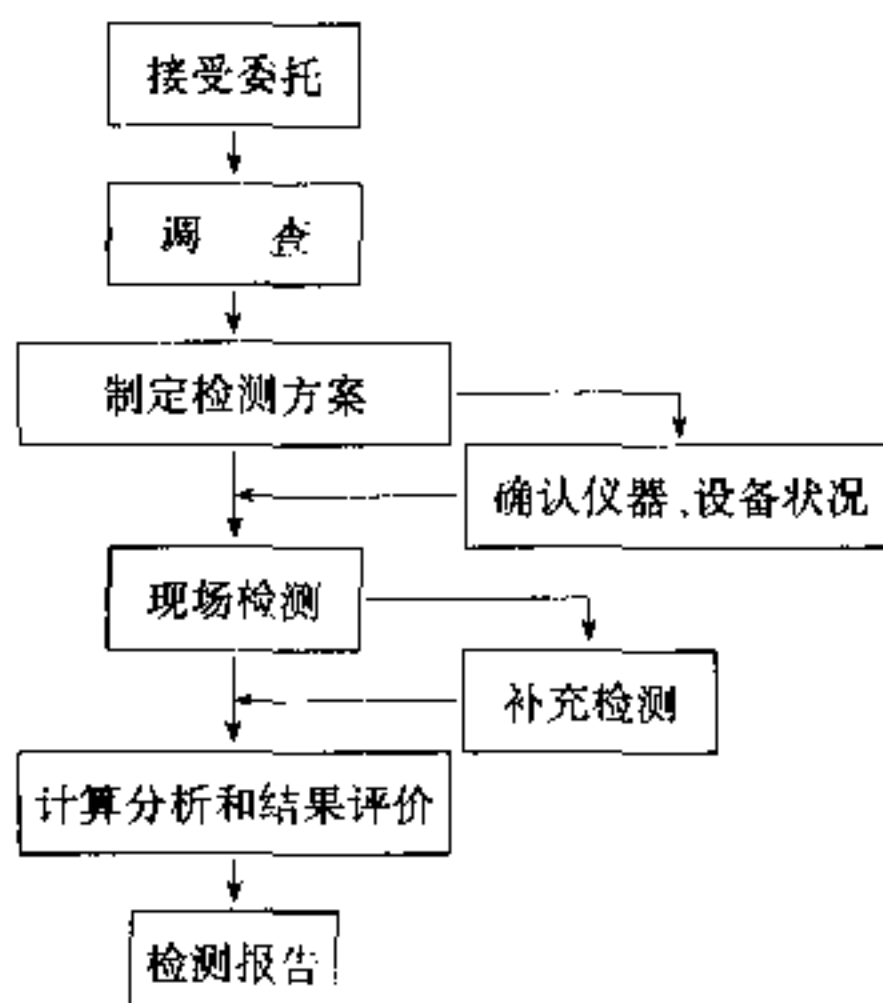 接受委托
调 查
制定检测方案
确认仪器、设备状况
现场检测
补充检测
计算分析和结果评价
检测报告